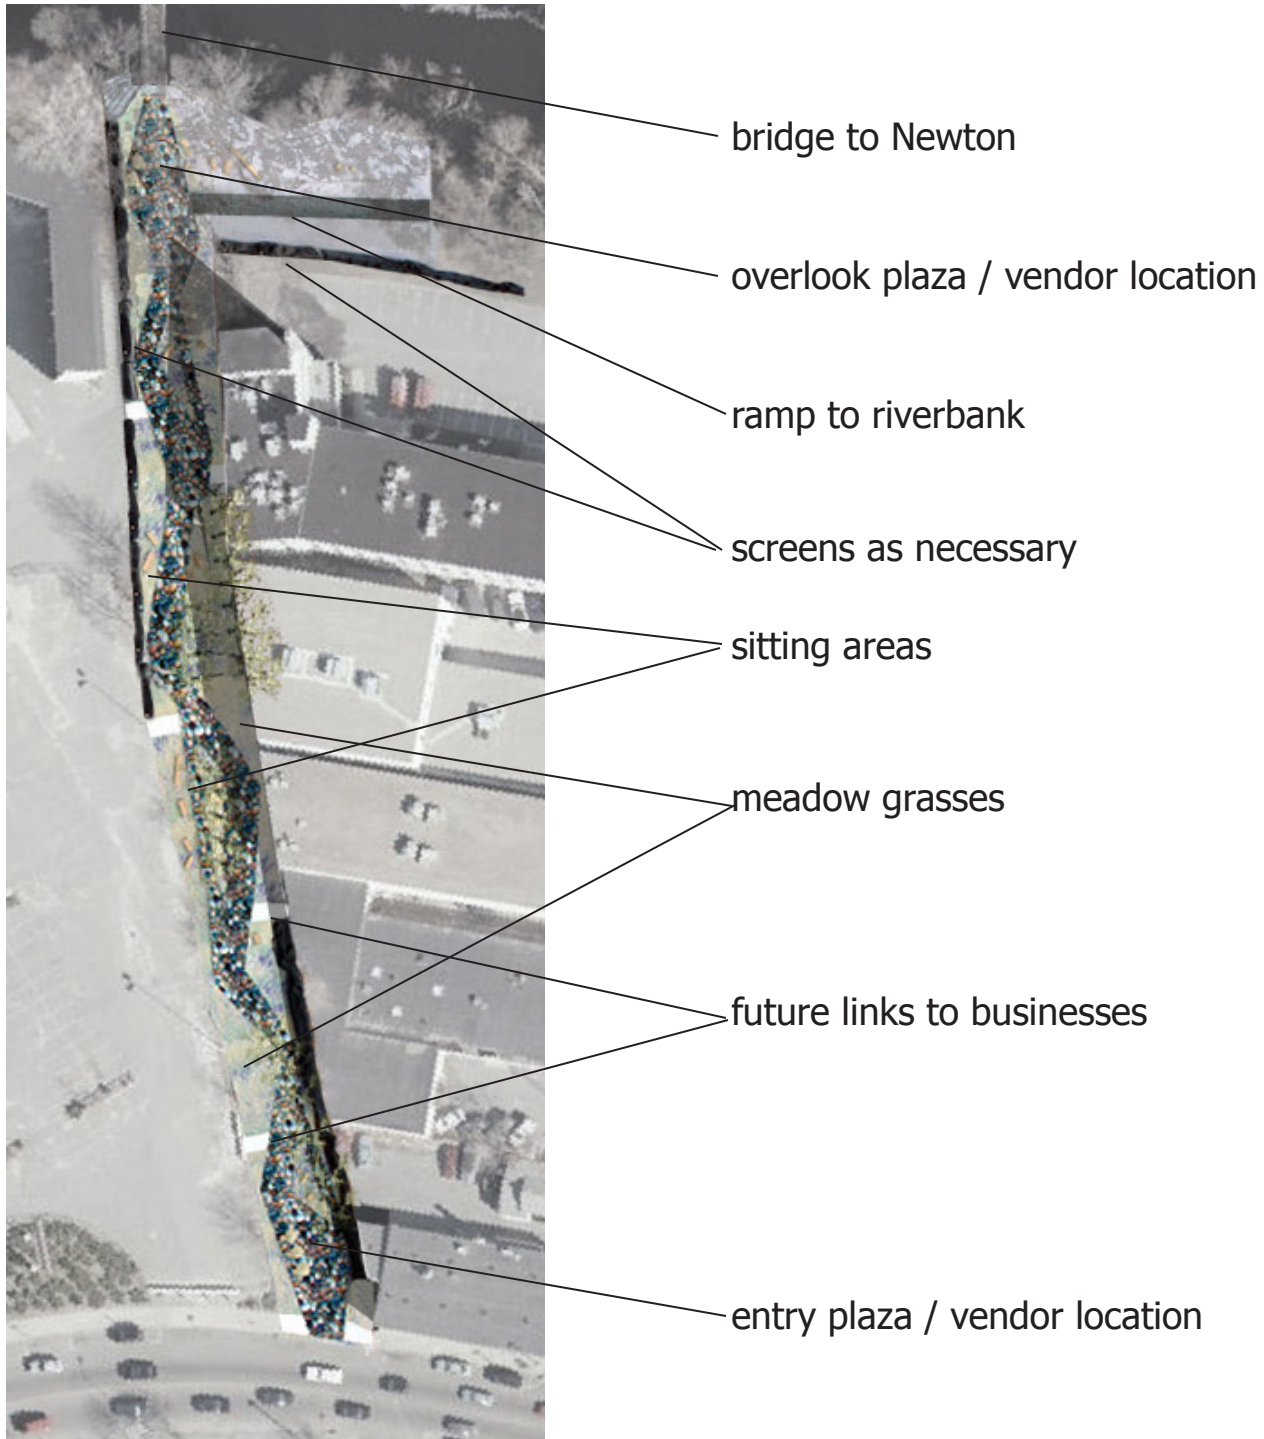 bridge to Newton
overlook plaza / vendor location
ramp to riverbank
screens as necessary
sitting areas
meadow grasses
future links to businesses
entry plaza / vendor location